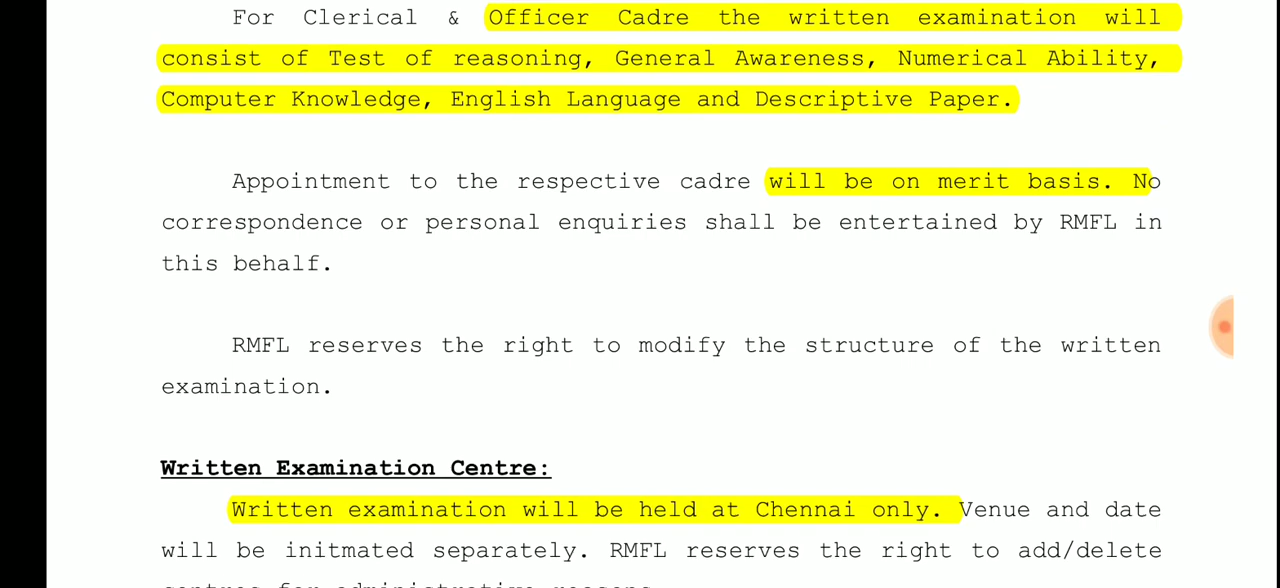 For Clerical & Officer Cadre the written examination will
consist of Test of reasoning, General Awareness, Numerical Ability,
Computer Knowledge, English Language and Descriptive Paper.
Appointment to the respective cadre will be on merit basis. No
correspondence or personal enquiries shall be entertained by RMFL in
this behalf.
RMFL reserves the right to modify the structure of the written
examination.
Written Examination Centre:
Written examination will be held at Chennai only. Venue and date
will be initmated separately. RMFL reserves the right to add/delete
centres for administrative reasons.